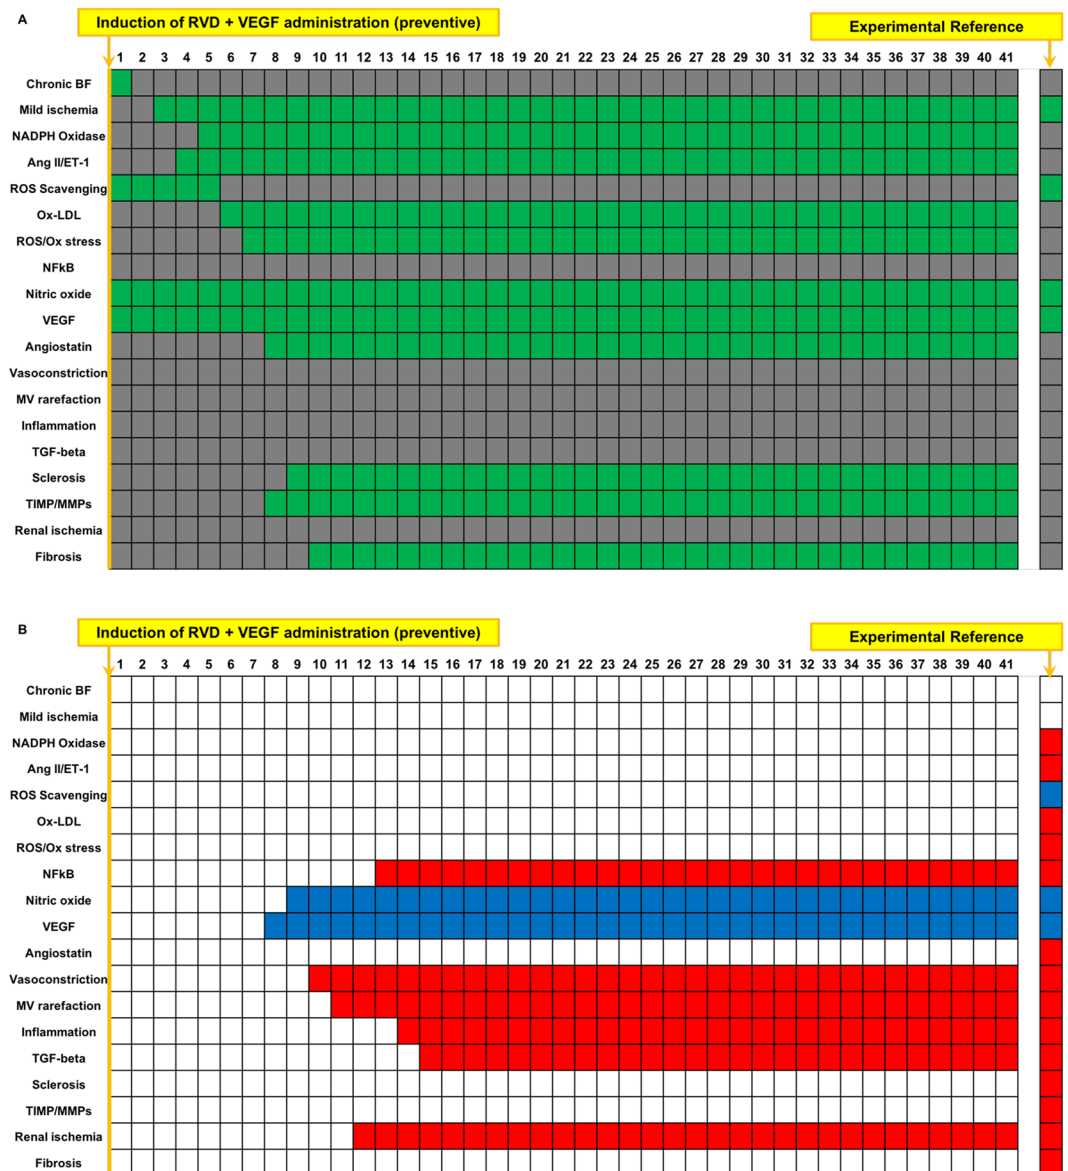 A
Induction of RVD + VEGF administration (preventive)
Experimental Reference
1 2 3 4 5 6 7 8 9 10 11 12 13 14 15 16 17 18 19 20 21 22 23 24 25 26 27 28 29 30 31 32 33 34 35 36 37 38 39 40 41
Chronic BF
Mild ischemia
NADPH Oxidase
Ang II/ET-1
ROS Scavenging
Ox-LDL
ROS/Ox stress
NFkB
Nitric oxide
VEGF
Angiostatin
Vasoconstriction
MV rarefaction
Inflammation
TGF-beta
Sclerosis
TIMP/MMPs
Renal ischemia
Fibrosis
B
Induction of RVD + VEGF administration (preventive)
Experimental Reference
1 2 3 4 5 6 7 8 9 10 11 12 13 14 15 16 17 18 19 20 21 22 23 24 25 26 27 28 29 30 31 32 33 34 35 36 37 38 39 40 41
Chronic BF
Mild ischemia
NADPH Oxidase
Ang II/ET-1
ROS Scavenging
Ox-LDL
ROS/Ox stress
NFkB
Nitric oxide
VEGF
Angiostatin
Vasoconstriction
MV rarefaction
Inflammation
TGF-beta
Sclerosis
TIMP/MMPs
Renal ischemia
Fibrosis